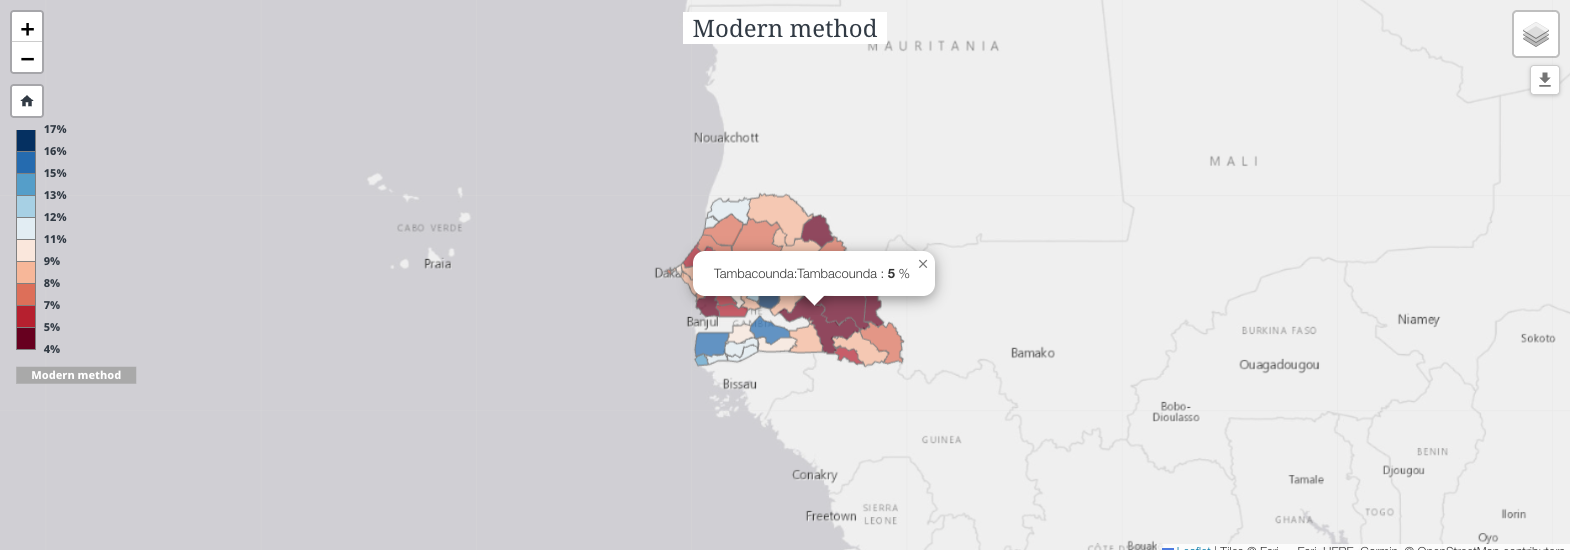 +
−
Modern method
MAURITANIA
Nouakchott
MALI
17%
16%
15%
13%
12%
11%
9%
8%
7%
5%
4%
Modern method
CABO VERDE
Praia
Tambacounda:Tambacounda : 5 %
×
Banjul
Bissau
Bamako
BURKINA FASO
Ouagadougou
Niamey
Sokoto
Bobo-
Dioulasso
GUINEA
BENIN
Djougou
Tamale
Conakry
SIERRA
LEONE
Freetown
GHANA
TOGO
Ilorin
Oyo
Bouak